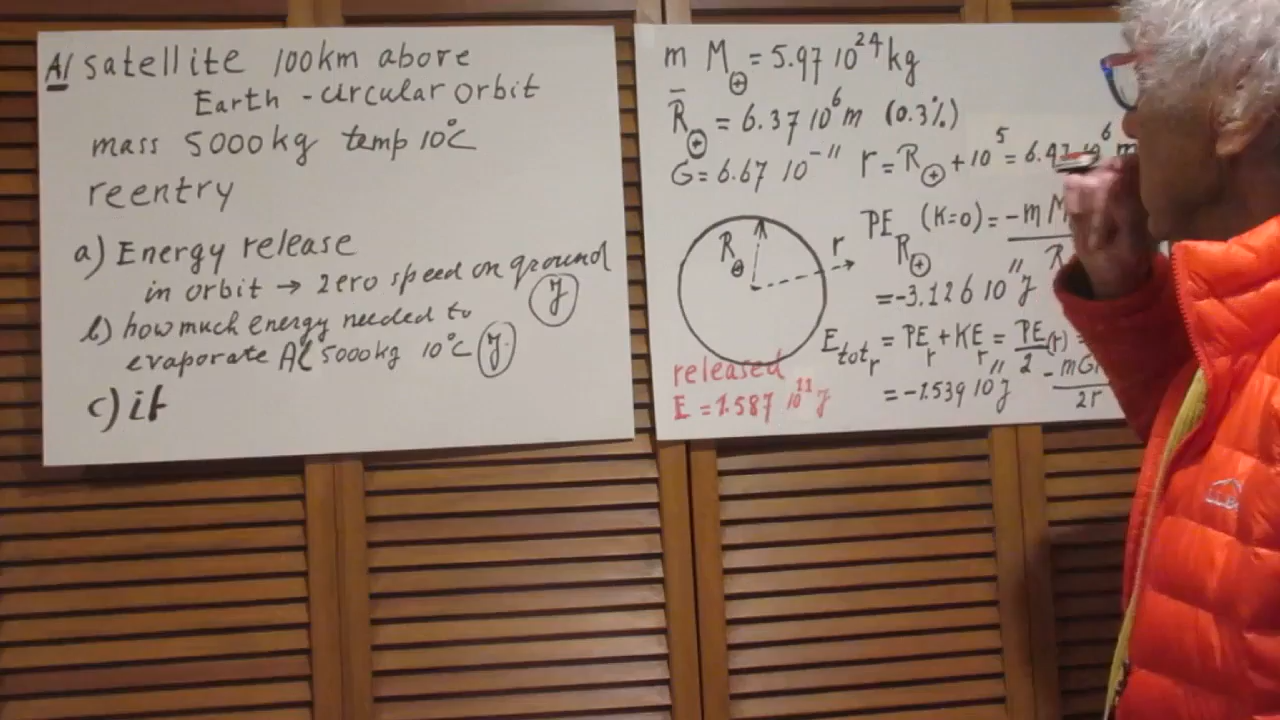 Al satellite 100km above
Earth - circular orbit
mass 5000kg temp 10°C
reentry
a) Energy release
in orbit → zero speed on ground
J
b) how much energy needed to
evaporate Al 5000kg 10°C J.
c) it
m M⊕ = 5.97 10^24 kg
R̄⊕ = 6.37 10^6 m (0.3%)
G = 6.67 10^-11 r = R⊕ + 10^5 = 6.47 10^6 m
R⊕ r
PE R⊕ (K=0) = -m M / R
= -3.126 10^11 J
E tot r = PE r + KE r = PE/2 (r) =
= -1.539 10^11 J -mG / 2r
released
E = 1.587 10^11 J